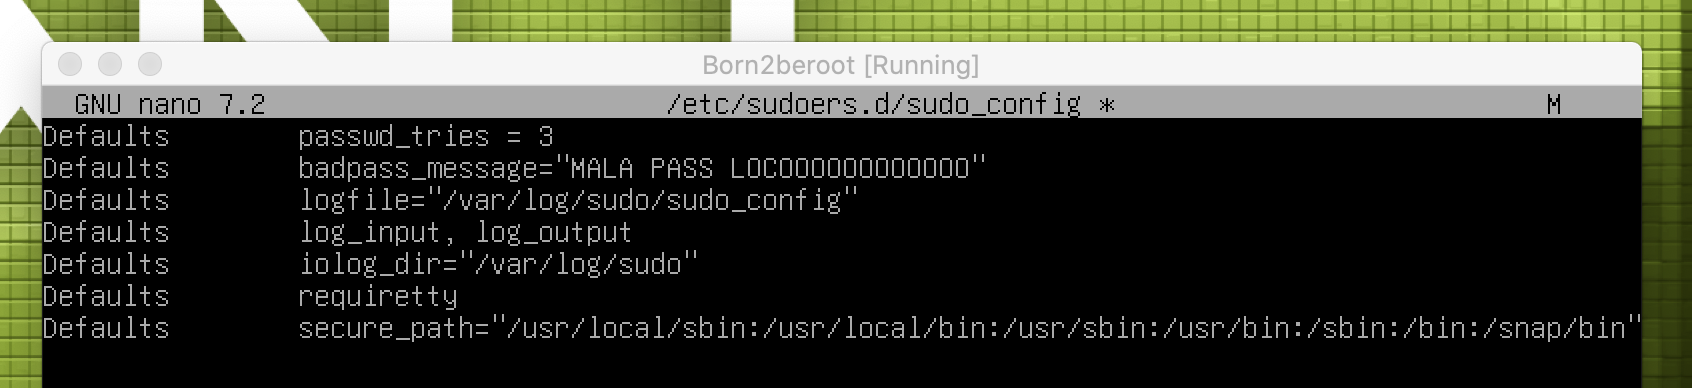 Born2beroot [Running]
GNU nano 7.2 /etc/sudoers.d/sudo_config * M
Defaults passwd_tries = 3
Defaults badpass_message="MALA PASS LOCOOOOOOOOOOOO"
Defaults logfile="/var/log/sudo/sudo_config"
Defaults log_input, log_output
Defaults iolog_dir="/var/log/sudo"
Defaults requiretty
Defaults secure_path="/usr/local/sbin:/usr/local/bin:/usr/sbin:/usr/bin:/sbin:/bin:/snap/bin"